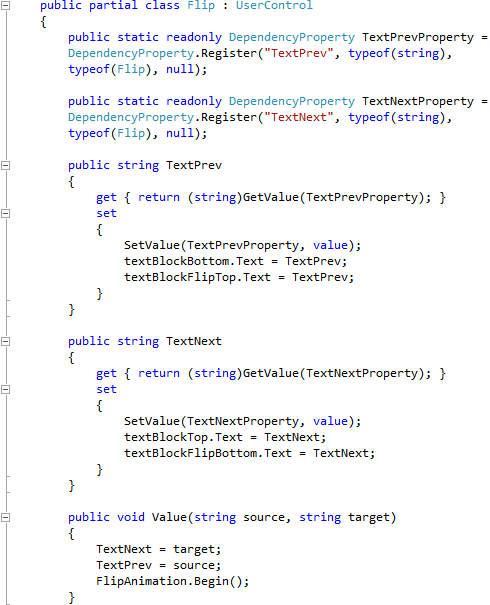 public partial class Flip : UserControl
{
public static readonly DependencyProperty TextPrevProperty =
DependencyProperty.Register("TextPrev", typeof(string),
typeof(Flip), null);
public static readonly DependencyProperty TextNextProperty =
DependencyProperty.Register("TextNext", typeof(string),
typeof(Flip), null);
public string TextPrev
{
get { return (string)GetValue(TextPrevProperty); }
set
{
SetValue(TextPrevProperty, value);
textBlockBottom.Text = TextPrev;
textBlockFlipTop.Text = TextPrev;
}
}
public string TextNext
{
get { return (string)GetValue(TextNextProperty); }
set
{
SetValue(TextNextProperty, value);
textBlockTop.Text = TextNext;
textBlockFlipBottom.Text = TextNext;
}
}
public void Value(string source, string target)
{
TextNext = target;
TextPrev = source;
FlipAnimation.Begin();
}